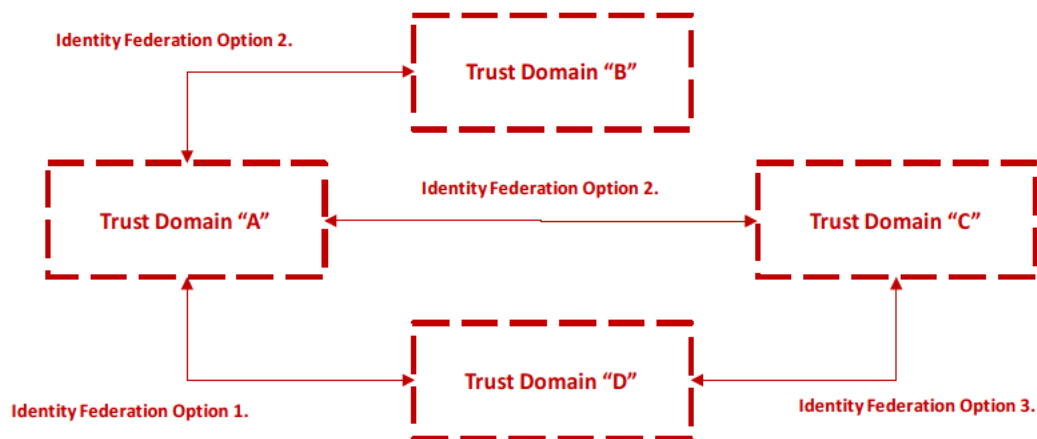 Identity Federation Option 2.
Trust Domain “B”
Identity Federation Option 2.
Trust Domain “A”
Trust Domain “C”
Trust Domain “D”
Identity Federation Option 1.
Identity Federation Option 3.